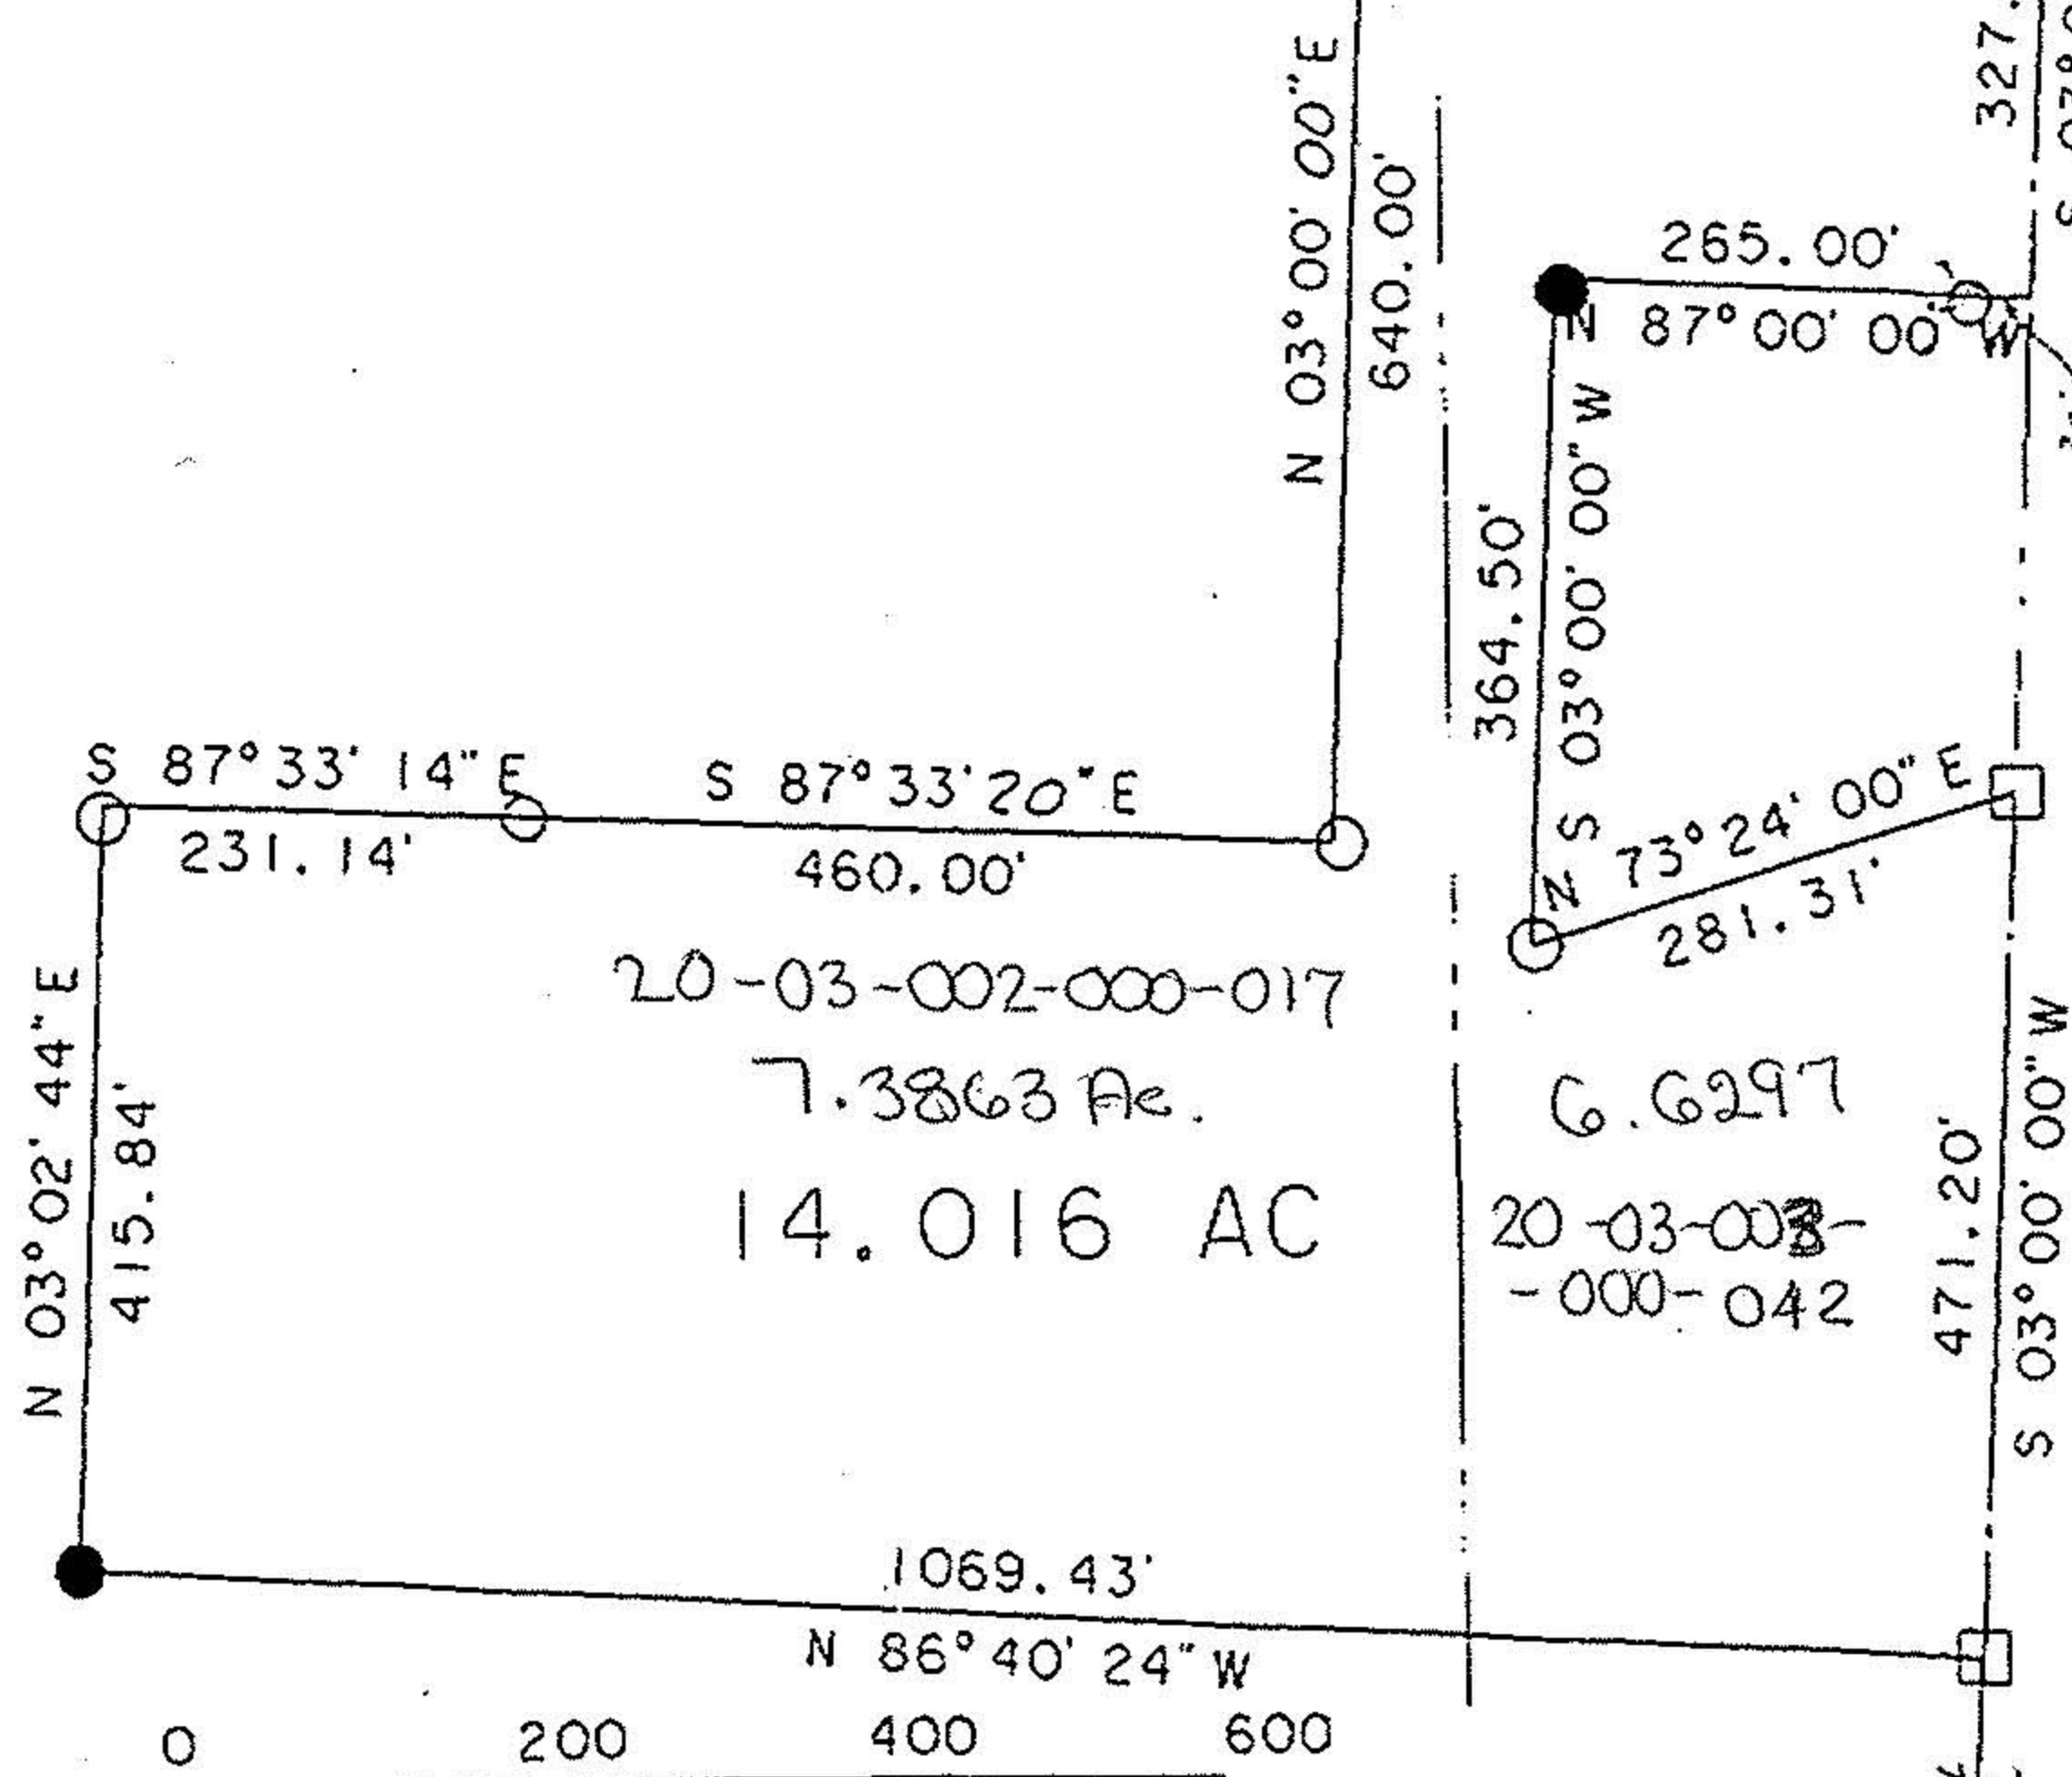 N 03° 00' 00" E
640.00'
327.
265.00'
N 87° 00' 00" W
364.50'
S 03° 00' 00" W
S 87° 33' 14" E
231.14'
S 87° 33' 20" E
460.00'
N 73° 24' 00" E
281.31'
N 03° 02' 44" E
415.84'
20-03-002-000-017
7.3863 Ac.
14.016 AC
6.6297
20-03-003-
-000-042
471.20'
S 03° 00' 00" W
1069.43'
N 86° 40' 24" W
0 200 400 600